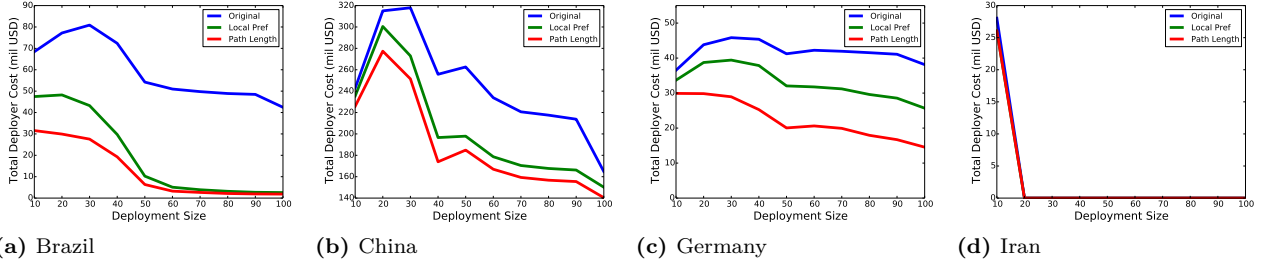 Total Deployer Cost (mil USD)
90
80
70
60
50
40
30
20
10
0
10 20 30 40 50 60 70 80 90 100
Deployment Size
Original
Local Pref
Path Length
(a) Brazil
Total Deployer Cost (mil USD)
320
300
280
260
240
220
200
180
160
140
10 20 30 40 50 60 70 80 90 100
Deployment Size
Original
Local Pref
Path Length
(b) China
Total Deployer Cost (mil USD)
50
40
30
20
10
0
10 20 30 40 50 60 70 80 90 100
Deployment Size
Original
Local Pref
Path Length
(c) Germany
Total Deployer Cost (mil USD)
30
25
20
15
10
5
0
10 20 30 40 50 60 70 80 90 100
Deployment Size
Original
Local Pref
Path Length
(d) Iran